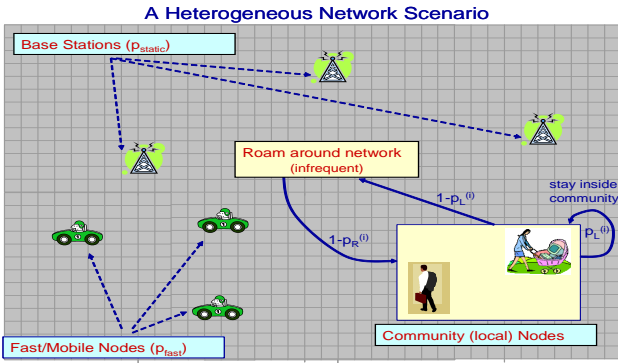 A Heterogeneous Network Scenario
Base Stations (pstatic)
Roam around network
(infrequent)
stay inside
community
1-pL(i)
pL(i)
1-pR(i)
Community (local) Nodes
Fast/Mobile Nodes (pfast)